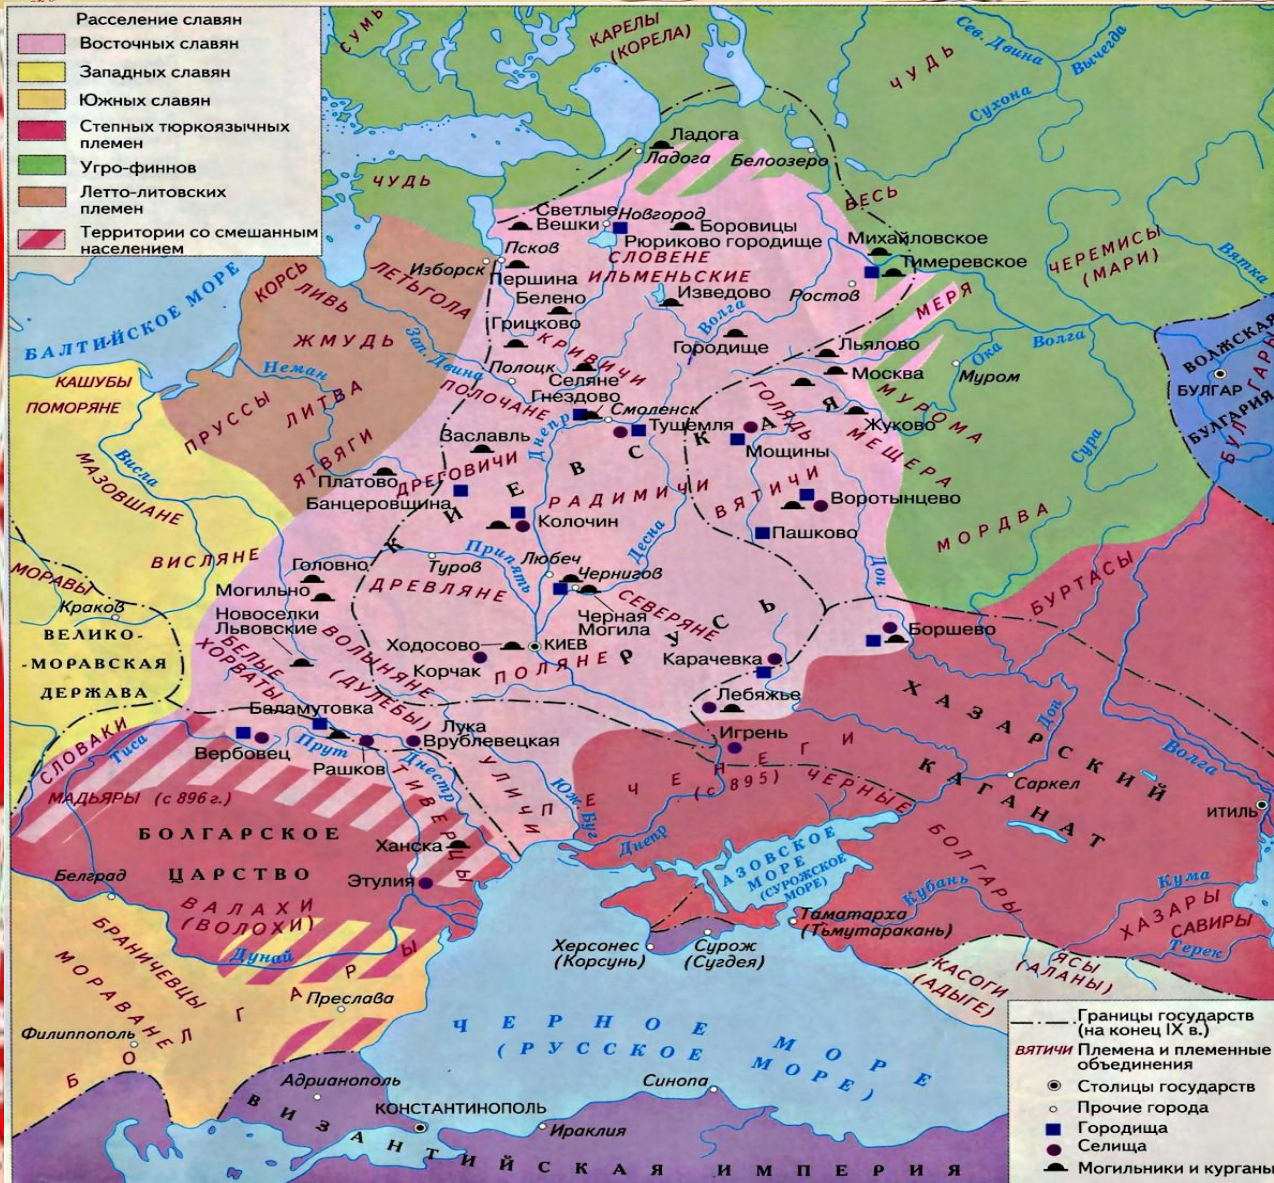 Расселение славян
Восточных славян
Западных славян
Южных славян
Степных тюркоязычных
племен
Угро-финнов
Летто-литовских
племен
Территории со смешанным
населением
СУМЬ
КАРЕЛЫ
(КОРЕЛА)
ЧУДЬ
Сев. Двина
Вычегда
Сухона
Ладога
Ладога
Белоозеро
ЧУДЬ
ВЕСЬ
Светлые
Вешки
Новгород
Боровицы
Рюриково городище
Михайловское
Тимеревское
ЧЕРЕМИСЫ
(МАРИ)
Вятка
Псков
Изборск
Першина
СЛОВЕНЕ
ИЛЬМЕНЬСКИЕ
Ростов
МЕРЯ
КОРСЬ
ЛИВЬ
ЛЕТЬГОЛА
ЖМУДЬ
БАЛТИЙСКОЕ МОРЕ
Белено
Изведово
Волга
Грицково
КРИВИЧИ
Городище
Льялово
Ока
Волга
ВОЛЖСКАЯ
БУЛГАРИЯ
БУЛГАР
БУЛГАРЫ
Зап. Двина
Неман
ЛИТВА
ПРУССЫ
ЯТВЯГИ
КАШУБЫ
ПОМОРЯНЕ
Полоцк
Селяне
ПОЛОЧАНЕ
Гнёздово
Смоленск
Днепр
Тушемля
ГОЛЯДЬ
Москва
Муром
МУРОМА
Жуково
МЕЩЕРА
Сура
Заславль
Мощины
Висла
МАЗОВШАНЕ
Платово
ДРЕГОВИЧИ
Банцеровщина
РАДИМИЧИ
ВЯТИЧИ
Воротынцево
Колочин
Пашково
МОРДВА
КИЕВСКАЯ РУСЬ
ВИСЛЯНЕ
Головно
Туров
Припять
Любеч
Десна
Дон
БУРТАСЫ
МОРАВЫ
Краков
Могильно
ДРЕВЛЯНЕ
Чернигов
Новоселки
Львовские
Черная
Могила
СЕВЕРЯНЕ
Боршево
ВЕЛИКО-
-МОРАВСКАЯ
ДЕРЖАВА
БЕЛЫЕ
ХОРВАТЫ
ВОЛЫНЯНЕ
(ДУЛЕБЫ)
Ходосово
КИЕВ
Корчак
ПОЛЯНЕ
Карачевка
Лебяжье
ХАЗАРСКИЙ
КАГАНАТ
Баламутовка
Лука
Врублевецкая
Игрень
Дон
Волга
СЛОВАКИ
Тиса
Вербовец
Прут
Рашков
Днестр
УЛИЧИ
Юж. Буг
ПЕЧЕНЕГИ
(с 895)
ЧЕРНЫЕ
БОЛГАРЫ
Саркел
ИТИЛЬ
МАДЬЯРЫ (с 896г.)
БОЛГАРСКОЕ
ЦАРСТВО
ТИВЕРЦЫ
Ханска
Днепр
АЗОВСКОЕ
МОРЕ
(СУРОЖСКОЕ
МОРЕ)
Белград
Этулия
Кубань
Кума
ВАЛАХИ
(ВОЛОХИ)
ХАЗАРЫ
САВИРЫ
Таматарха
(Тьмутаракань)
Терек
БРАНИЧЕВЦЫ
МОРАВАНЕ
Дунай
Херсонес
(Корсунь)
Сурож
(Сугдея)
КАСОГИ
(АДЫГЕ)
ЯСЫ
(АЛАНЫ)
Преслава
БОЛГАРЫ
Филиппополь
ЧЕРНОЕ МОРЕ
(РУССКОЕ МОРЕ)
Адрианополь
Синопа
КОНСТАНТИНОПОЛЬ
Ираклия
ВИЗАНТИЙСКАЯ ИМПЕРИЯ
Границы государств
(на конец IX в.)
ВЯТИЧИ Племена и племенные
объединения
Столицы государств
Прочие города
Городища
Селища
Могильники и курганы